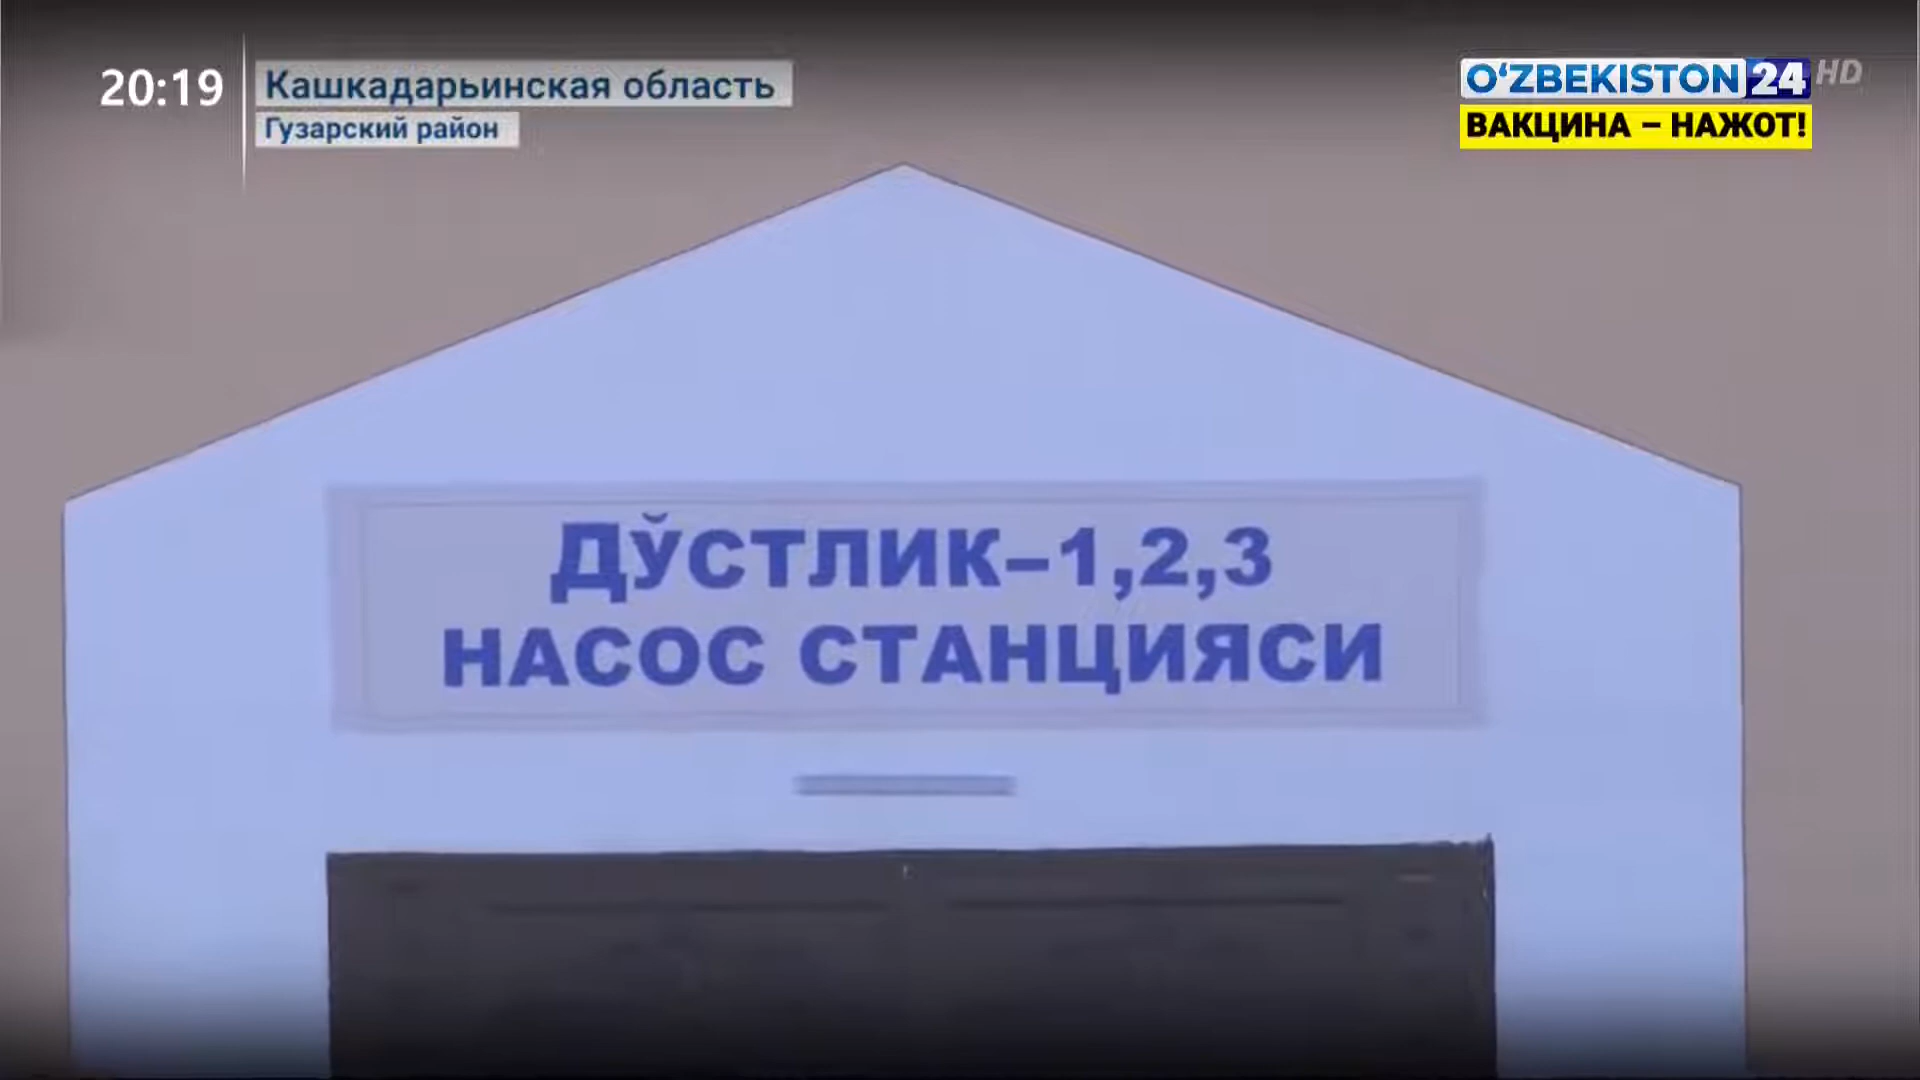 20:19
Кашкадарьинская область
Гузарский район
O‘ZBEKISTON 24 HD
ВАКЦИНА – НАЖОТ!
ДЎСТЛИК–1,2,3
НАСОС СТАНЦИЯСИ